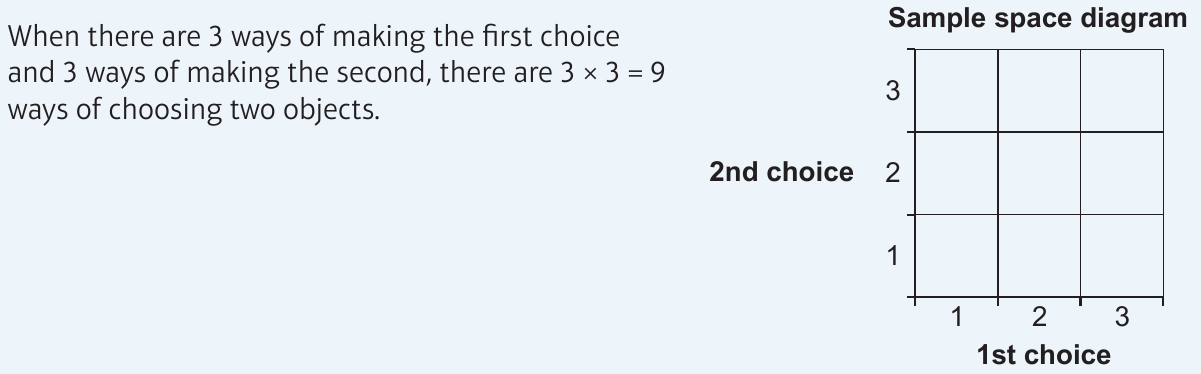 When there are 3 ways of making the first choice
and 3 ways of making the second, there are 3 × 3 = 9
ways of choosing two objects.
Sample space diagram
3
2nd choice 2
1
1 2 3
1st choice